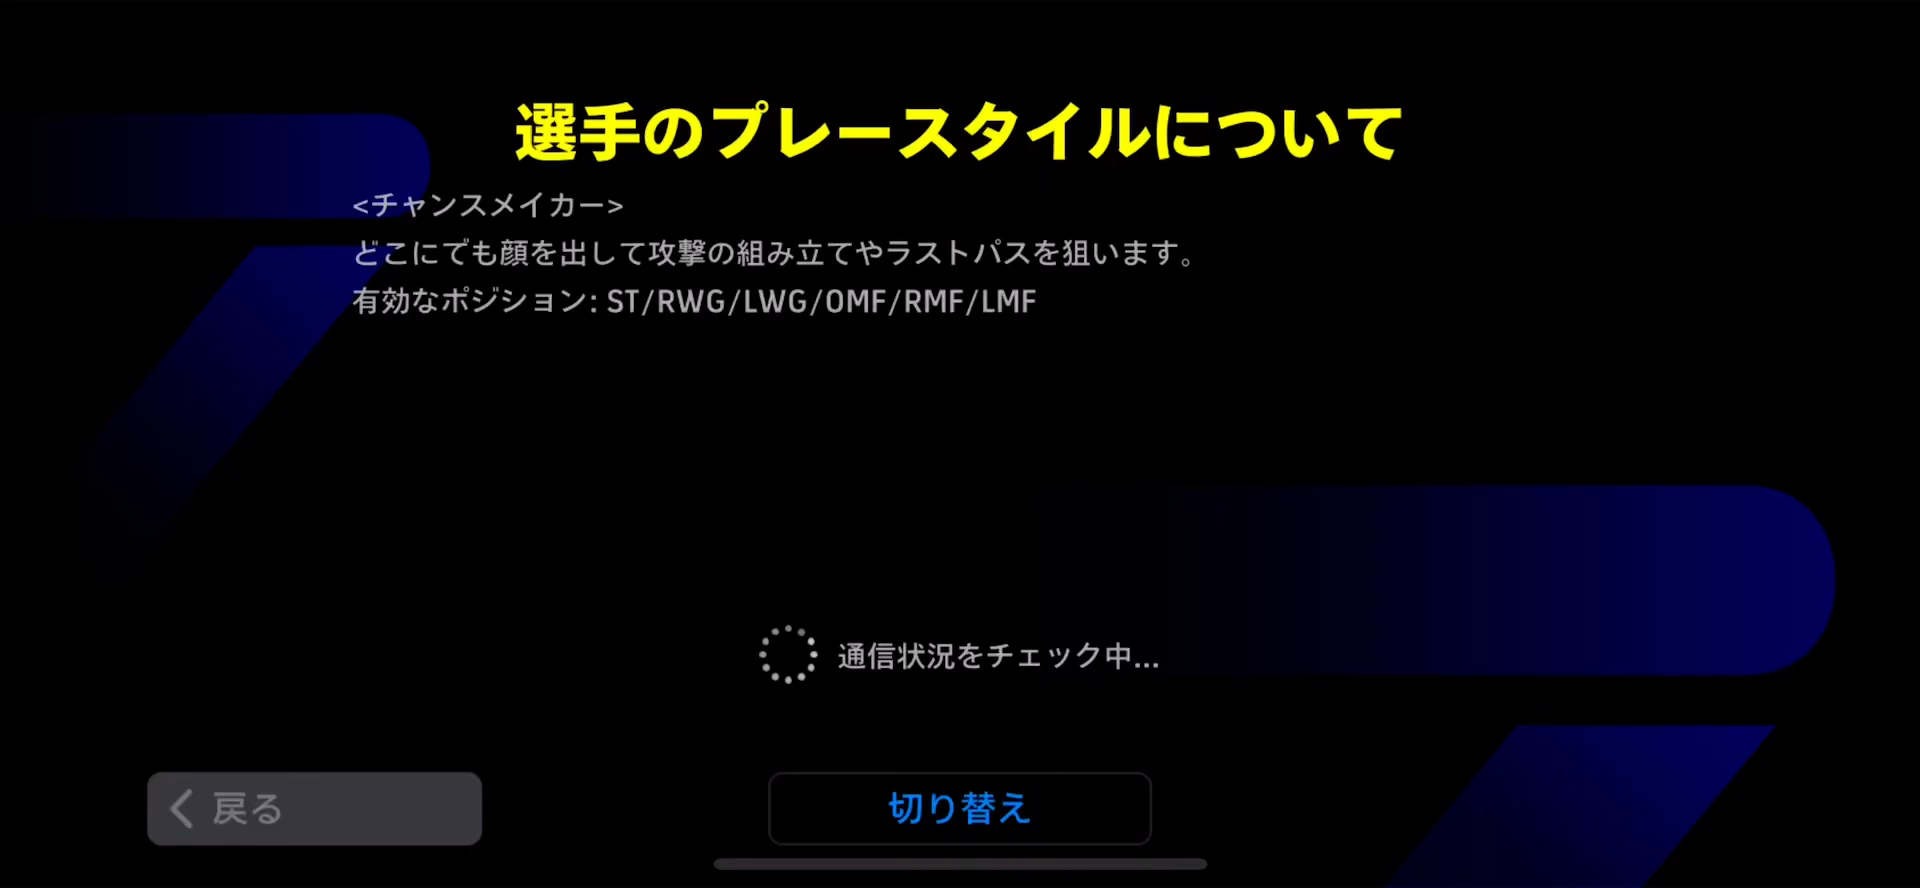 選手のプレースタイルについて
<チャンスメイカー>
どこにでも顔を出して攻撃の組み立てやラストパスを狙います。
有効なポジション: ST/RWG/LWG/OMF/RMF/LMF
通信状況をチェック中...
戻る
切り替え